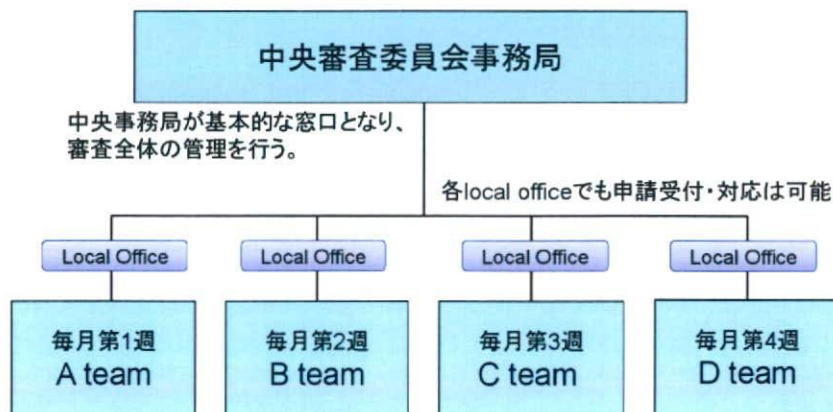 中央審査委員会事務局
中央事務局が基本的な窓口となり、
審査全体の管理を行う。
各local officeでも申請受付・対応は可能
Local Office
Local Office
Local Office
Local Office
毎月第1週
A team
毎月第2週
B team
毎月第3週
C team
毎月第4週
D team